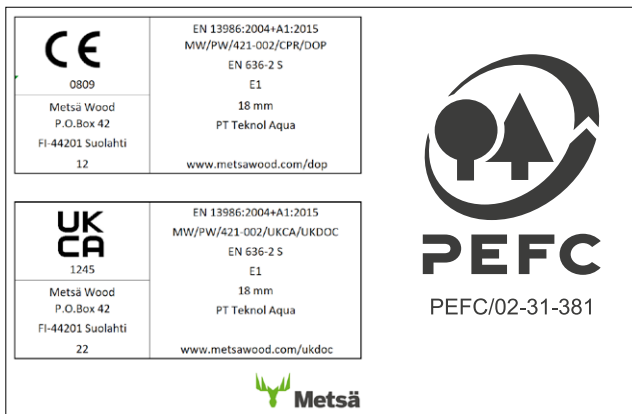 CE
0809
Metsä Wood
P.O.Box 42
FI-44201 Suolahti
12
EN 13986:2004+A1:2015
MW/PW/421-002/CPR/DOP
EN 636-2 S
E1
18 mm
PT Teknol Aqua
www.metsawood.com/dop
UK
CA
1245
Metsä Wood
P.O.Box 42
FI-44201 Suolahti
22
EN 13986:2004+A1:2015
MW/PW/421-002/UKCA/UKDOC
EN 636-2 S
E1
18 mm
PT Teknol Aqua
www.metsawood.com/ukdoc
PEFC
PEFC/02-31-381
Metsä